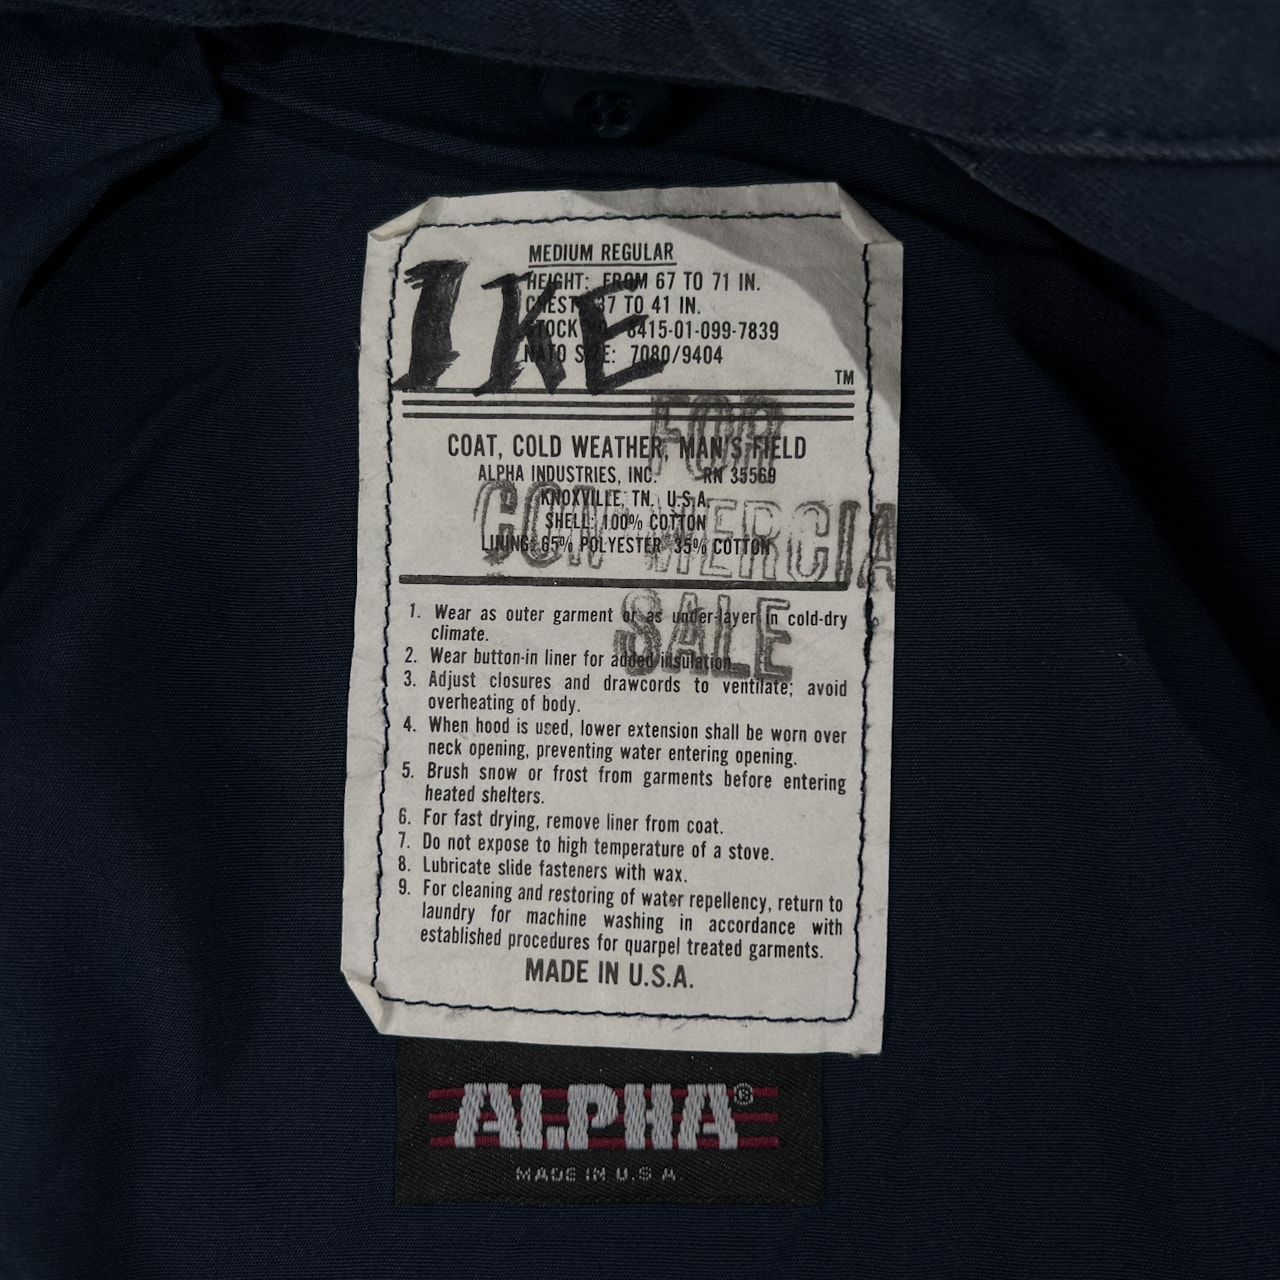 MEDIUM REGULAR
IKE
HEIGHT: FROM 67 TO 71 IN.
CHEST: 37 TO 41 IN.
STOCK NO. 8415-01-099-7839
NATO SIZE: 7080/9404
TM
COAT, COLD WEATHER, MAN'S FIELD
ALPHA INDUSTRIES, INC. RN 35569
KNOXVILLE, TN. U.S.A.
SHELL: 100% COTTON
LINING: 65% POLYESTER 35% COTTON
FOR
COMMERCIA
SALE
1. Wear as outer garment or as under-layer in cold-dry
climate.
2. Wear button-in liner for added insulation.
3. Adjust closures and drawcords to ventilate; avoid
overheating of body.
4. When hood is used, lower extension shall be worn over
neck opening, preventing water entering opening.
5. Brush snow or frost from garments before entering
heated shelters.
6. For fast drying, remove liner from coat.
7. Do not expose to high temperature of a stove.
8. Lubricate slide fasteners with wax.
9. For cleaning and restoring of water repellency, return to
laundry for machine washing in accordance with
established procedures for quarpel treated garments.
MADE IN U.S.A.
ALPHA®
MADE IN U.S.A.